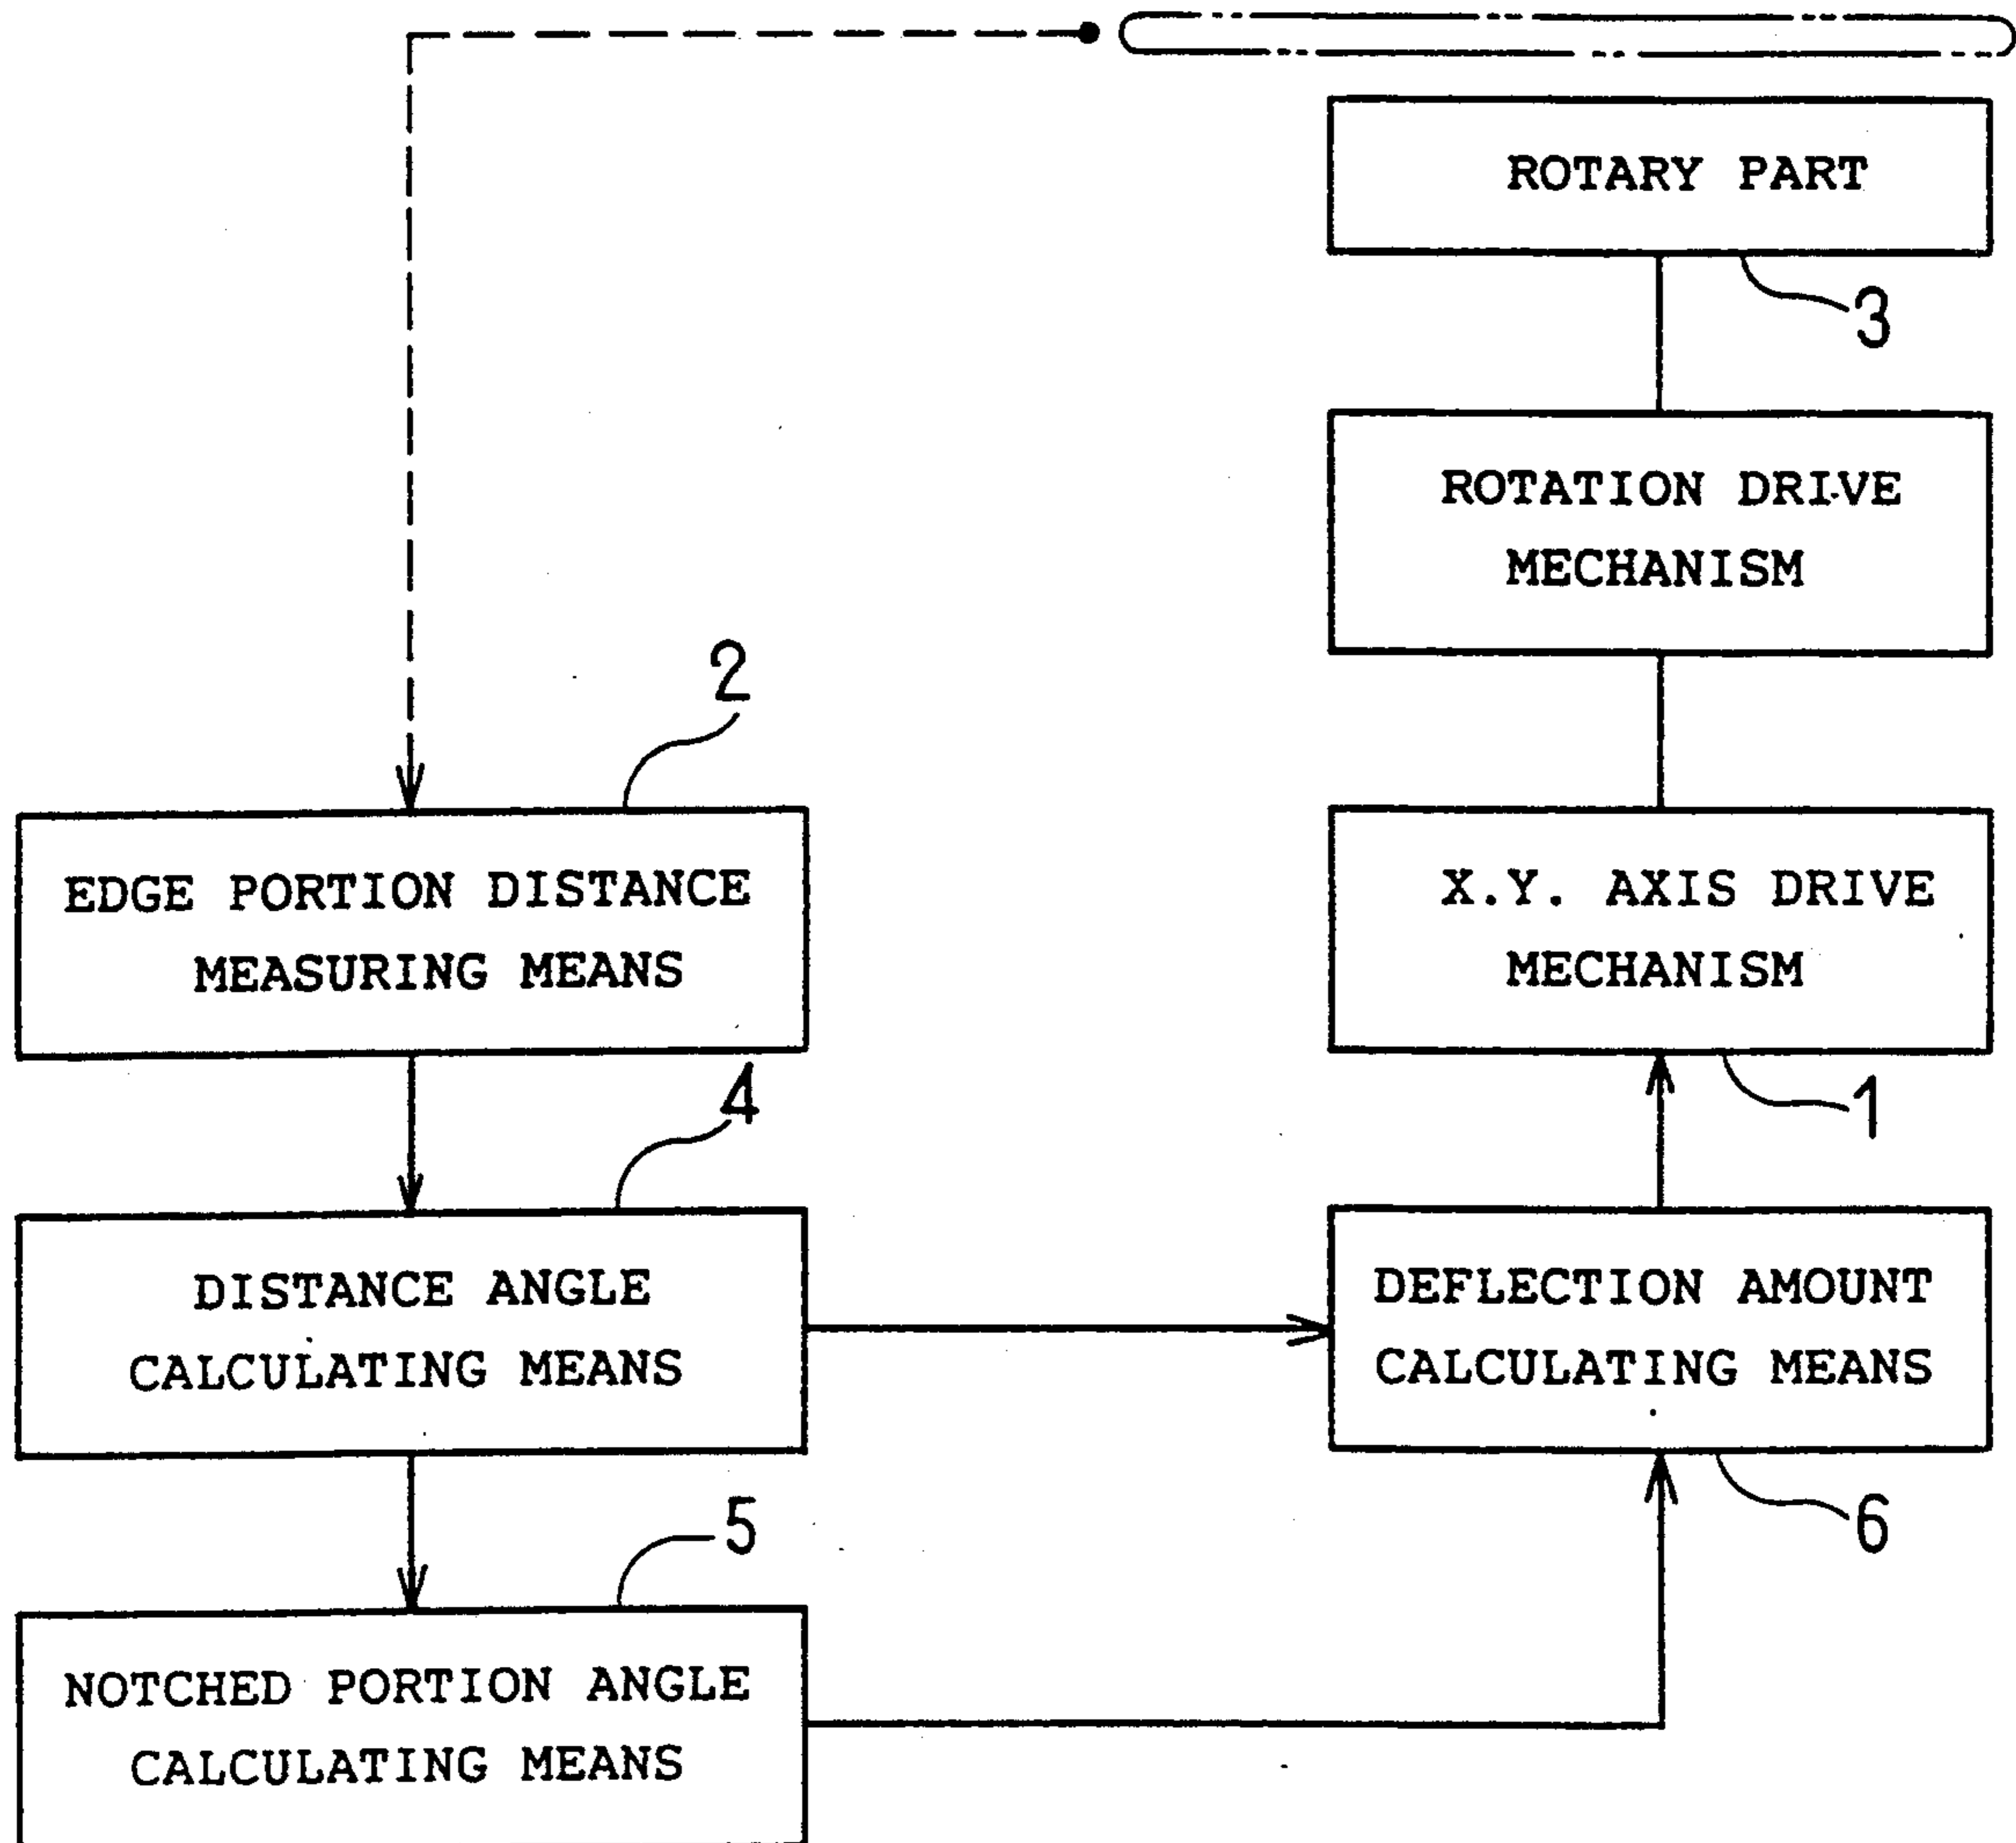 ROTARY PART
3
ROTATION DRIVE
MECHANISM
2
EDGE PORTION DISTANCE
MEASURING MEANS
X.Y. AXIS DRIVE
MECHANISM
4
1
DISTANCE ANGLE
CALCULATING MEANS
DEFLECTION AMOUNT
CALCULATING MEANS
5
6
NOTCHED PORTION ANGLE
CALCULATING MEANS